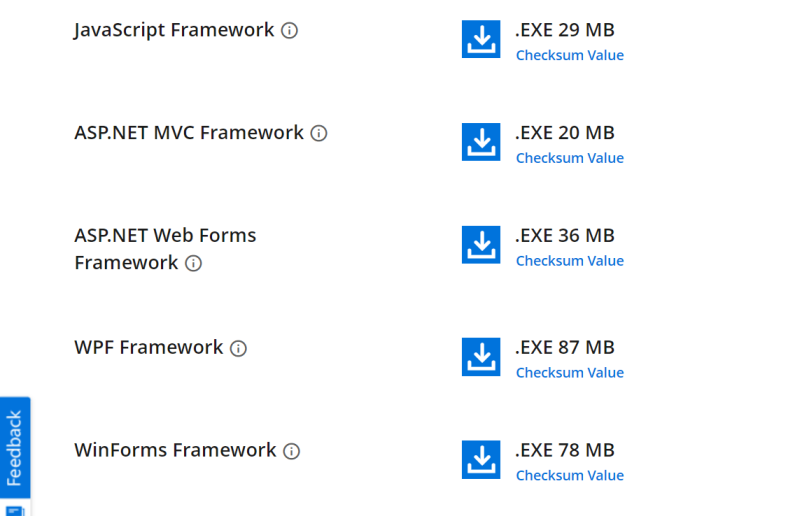 JavaScript Framework
.EXE 29 MB
Checksum Value
ASP.NET MVC Framework
.EXE 20 MB
Checksum Value
ASP.NET Web Forms
Framework
.EXE 36 MB
Checksum Value
WPF Framework
.EXE 87 MB
Checksum Value
Feedback
WinForms Framework
.EXE 78 MB
Checksum Value